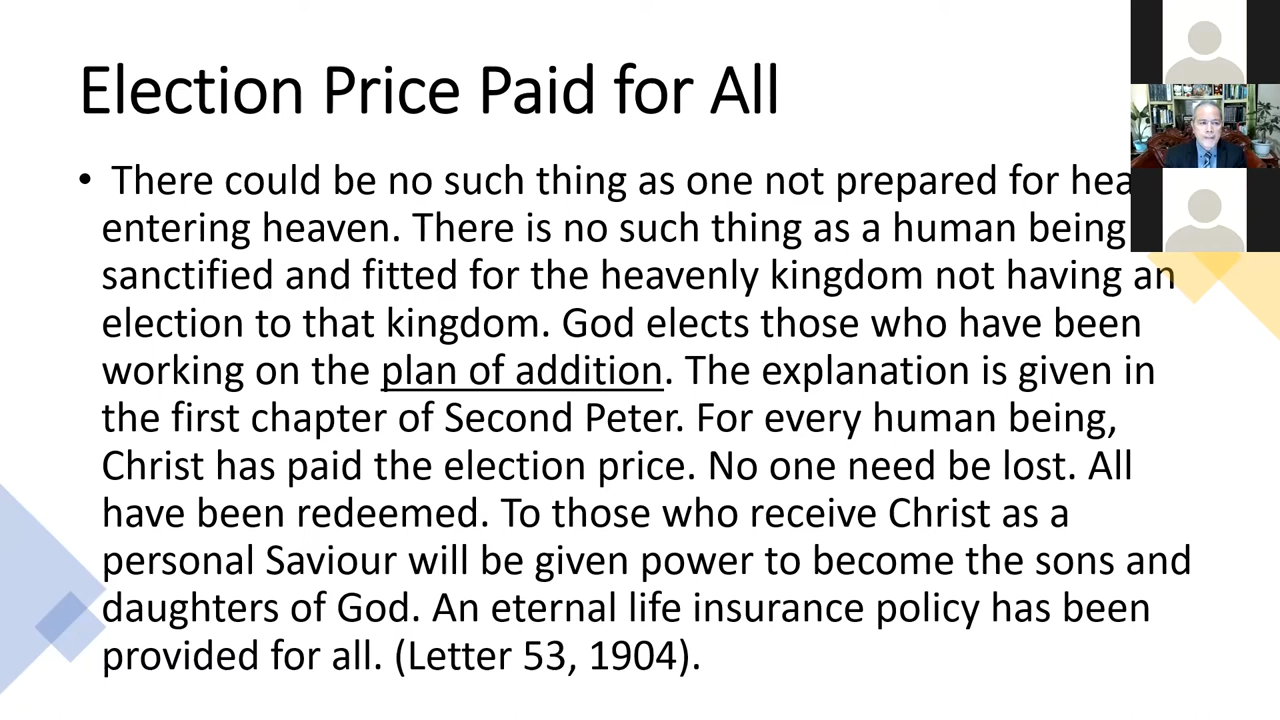 Election Price Paid for All
• There could be no such thing as one not prepared for
entering heaven. There is no such thing as a human being
sanctified and fitted for the heavenly kingdom not having an
election to that kingdom. God elects those who have been
working on the plan of addition. The explanation is given in
the first chapter of Second Peter. For every human being,
Christ has paid the election price. No one need be lost. All
have been redeemed. To those who receive Christ as a
personal Saviour will be given power to become the sons and
daughters of God. An eternal life insurance policy has been
provided for all. (Letter 53, 1904).